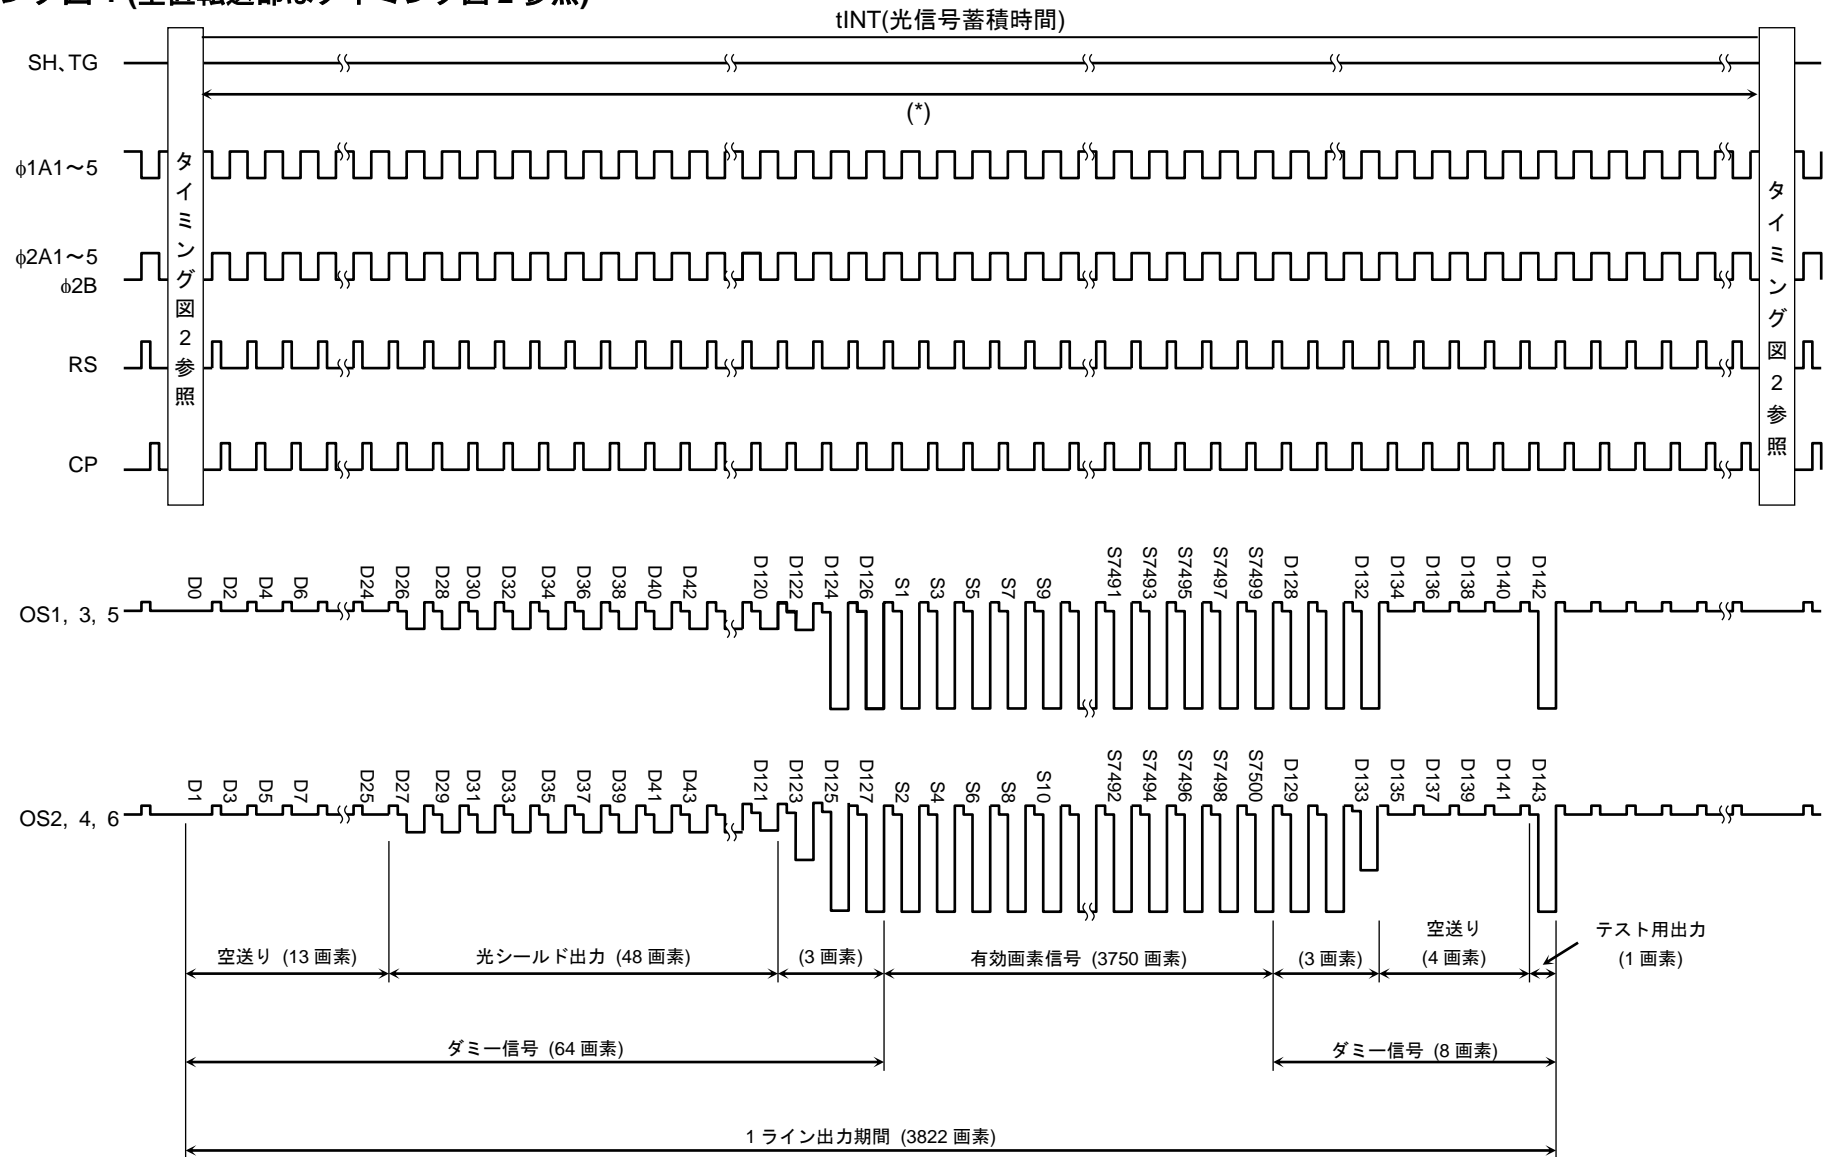 tINT(光信号蓄積時間)
SH、TG
(*)
φ1A1～5
φ2A1～5
φ2B
RS
CP
タイミング図2参照
タイミング図2参照
D0 D2 D4 D6 D24 D26 D28 D30 D32 D34 D36 D38 D40 D42 D120 D122 D124 D126 S1 S3 S5 S7 S9 S7491 S7493 S7495 S7497 S7499 D128 D132 D134 D136 D138 D140 D142
OS1, 3, 5
D1 D3 D5 D7 D25 D27 D29 D31 D33 D35 D37 D39 D41 D43 D121 D123 D125 D127 S2 S4 S6 S8 S10 S7492 S7494 S7496 S7498 S7500 D129 D133 D135 D137 D139 D141 D143
OS2, 4, 6
空送り (13 画素)
光シールド出力 (48 画素)
(3 画素)
有効画素信号 (3750 画素)
(3 画素)
空送り
(4 画素)
テスト用出力
(1 画素)
ダミー信号 (64 画素)
ダミー信号 (8 画素)
1 ライン出力期間 (3822 画素)